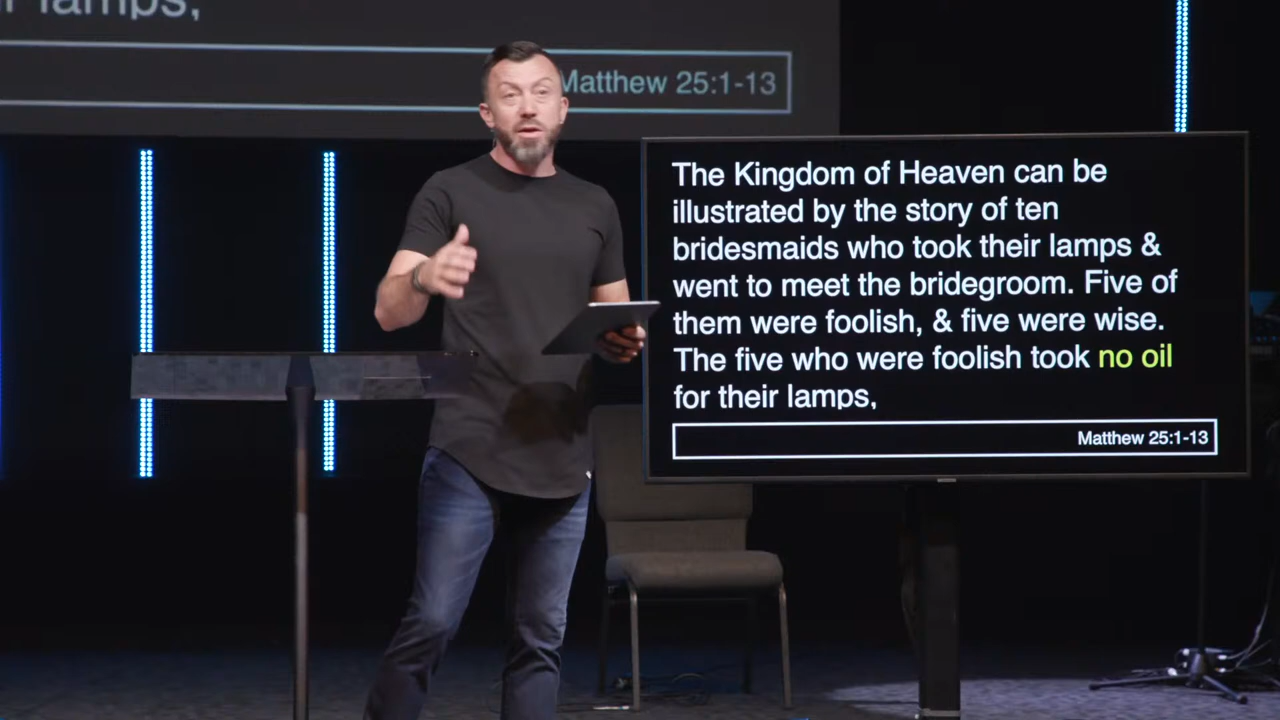 lamps,
Matthew 25:1-13
The Kingdom of Heaven can be
illustrated by the story of ten
bridesmaids who took their lamps &
went to meet the bridegroom. Five of
them were foolish, & five were wise.
The five who were foolish took no oil
for their lamps,
Matthew 25:1-13